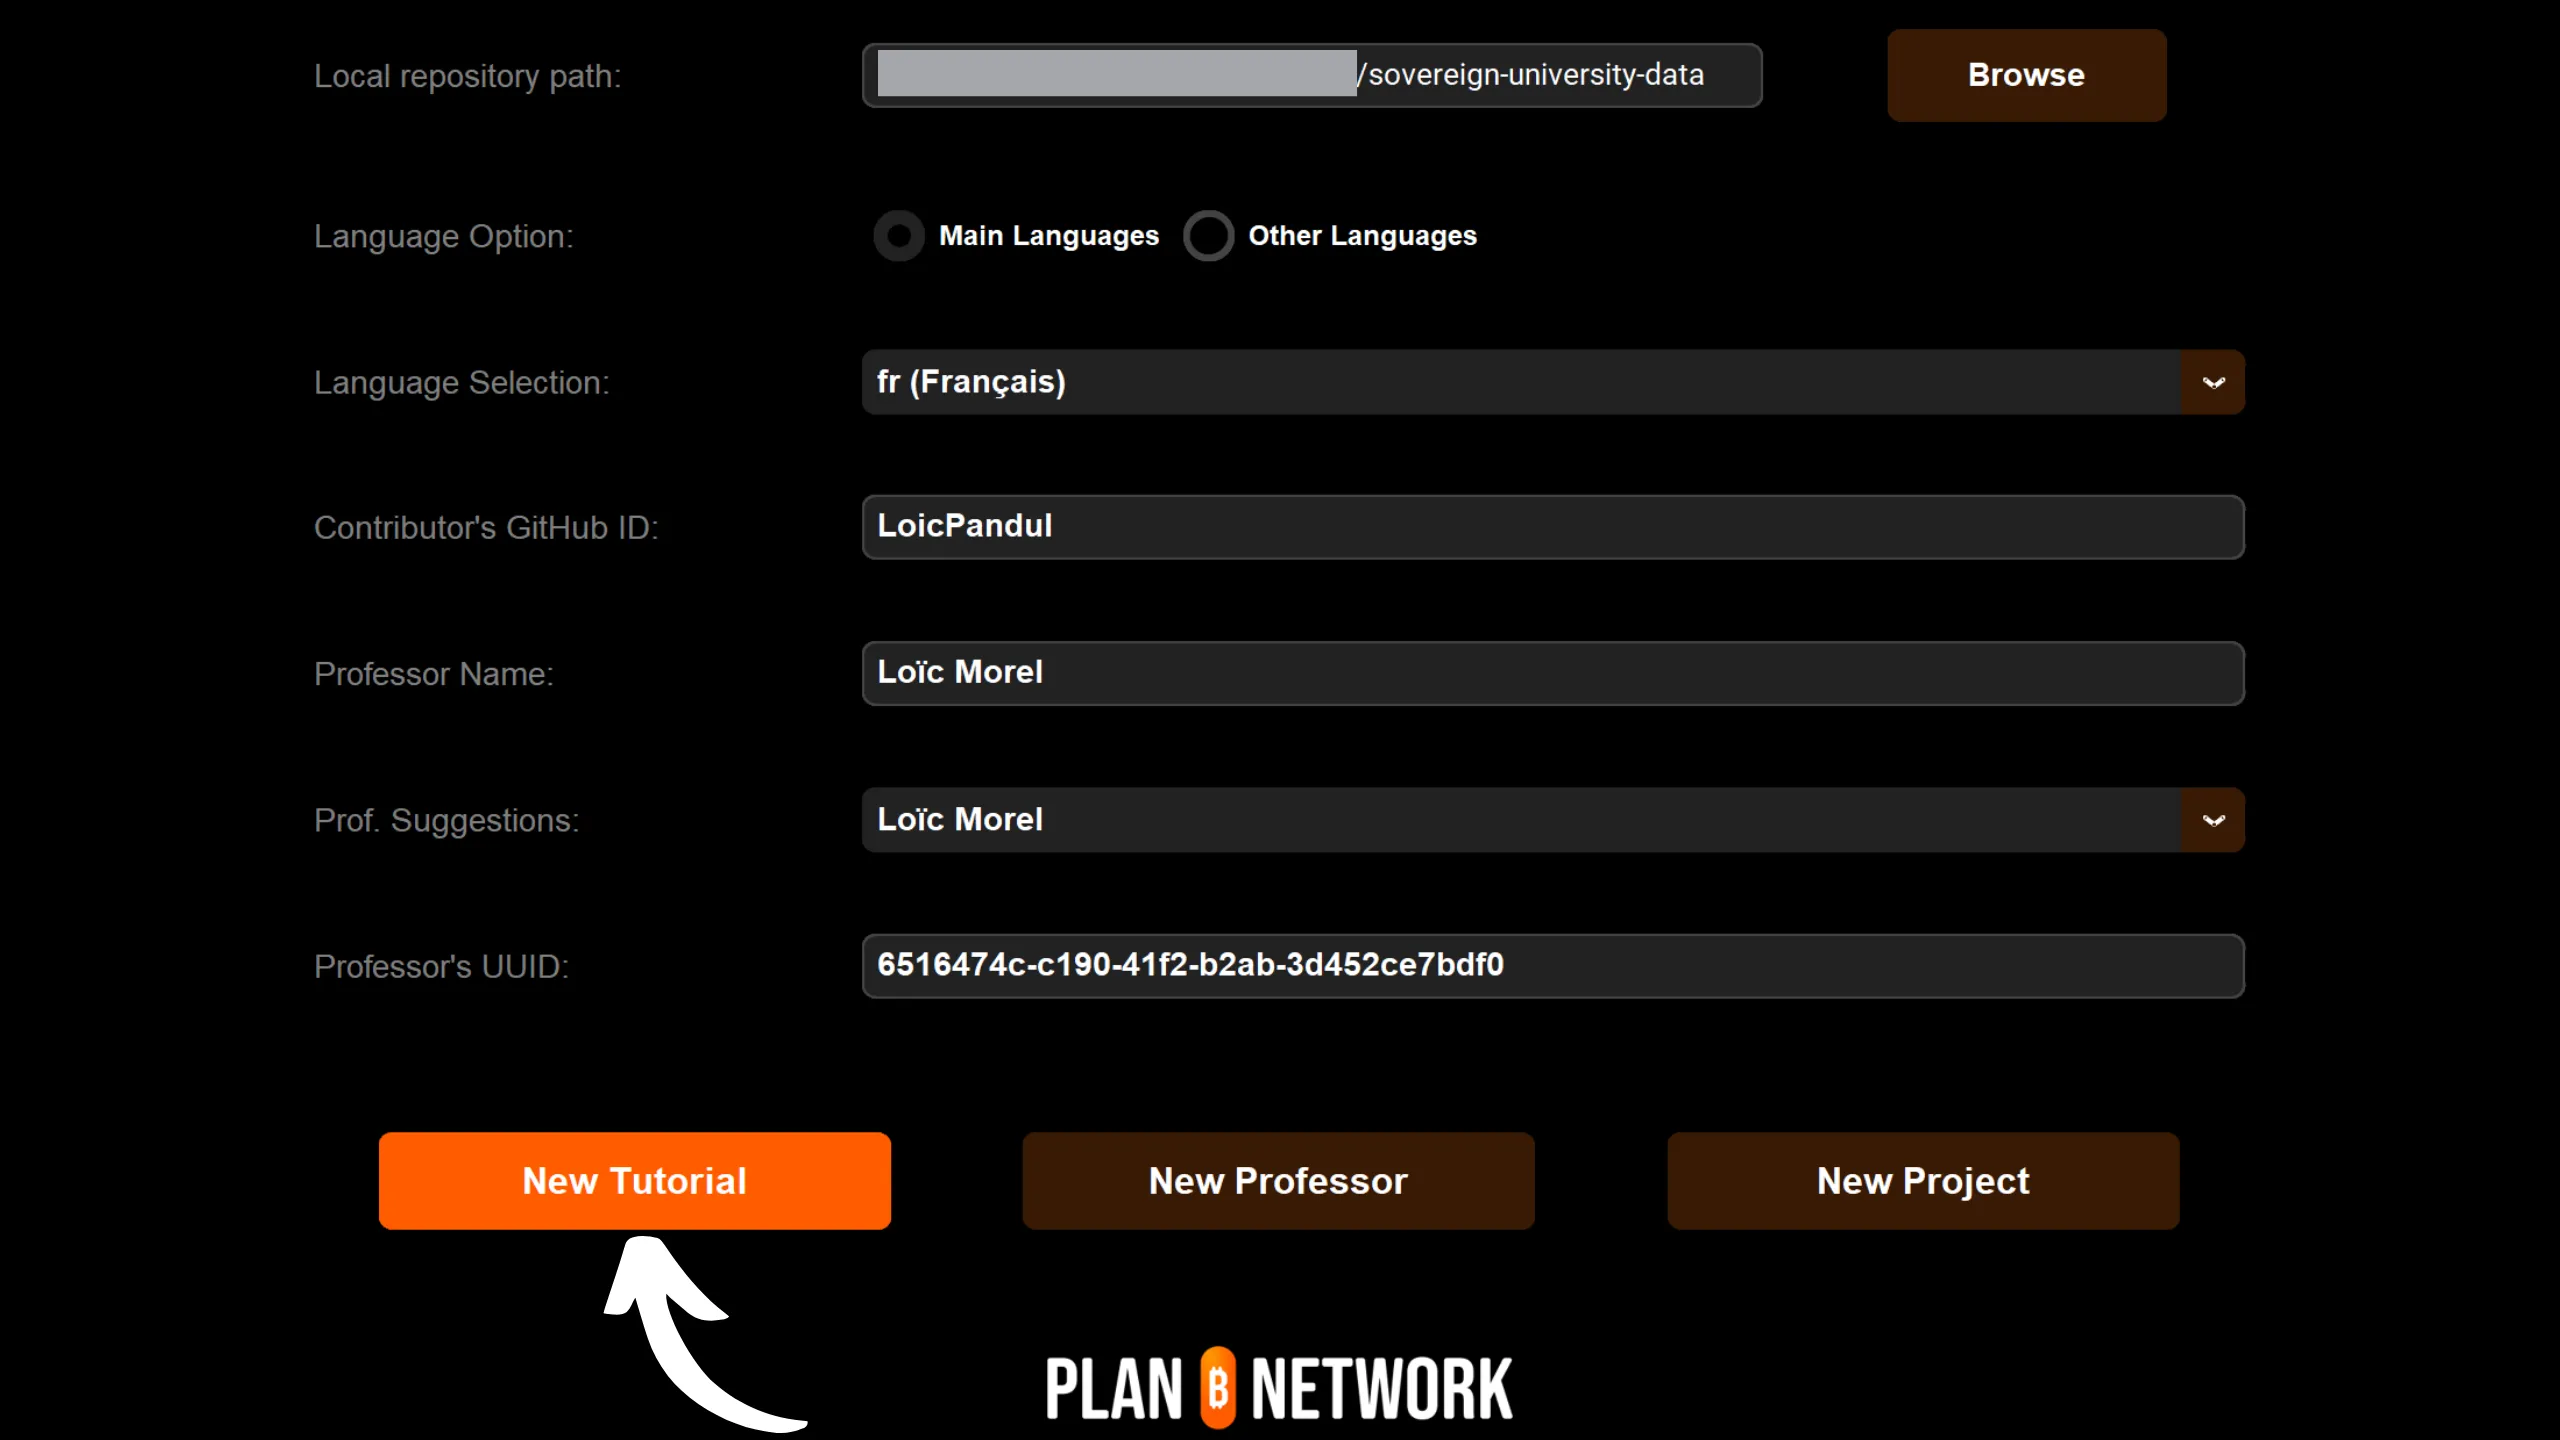 Local repository path: /sovereign-university-data Browse
Language Option: Main Languages Other Languages
Language Selection: fr (Français)
Contributor's GitHub ID: LoicPandul
Professor Name: Loïc Morel
Prof. Suggestions: Loïc Morel
Professor's UUID: 6516474c-c190-41f2-b2ab-3d452ce7bdf0
New Tutorial New Professor New Project
PLAN ₿ NETWORK